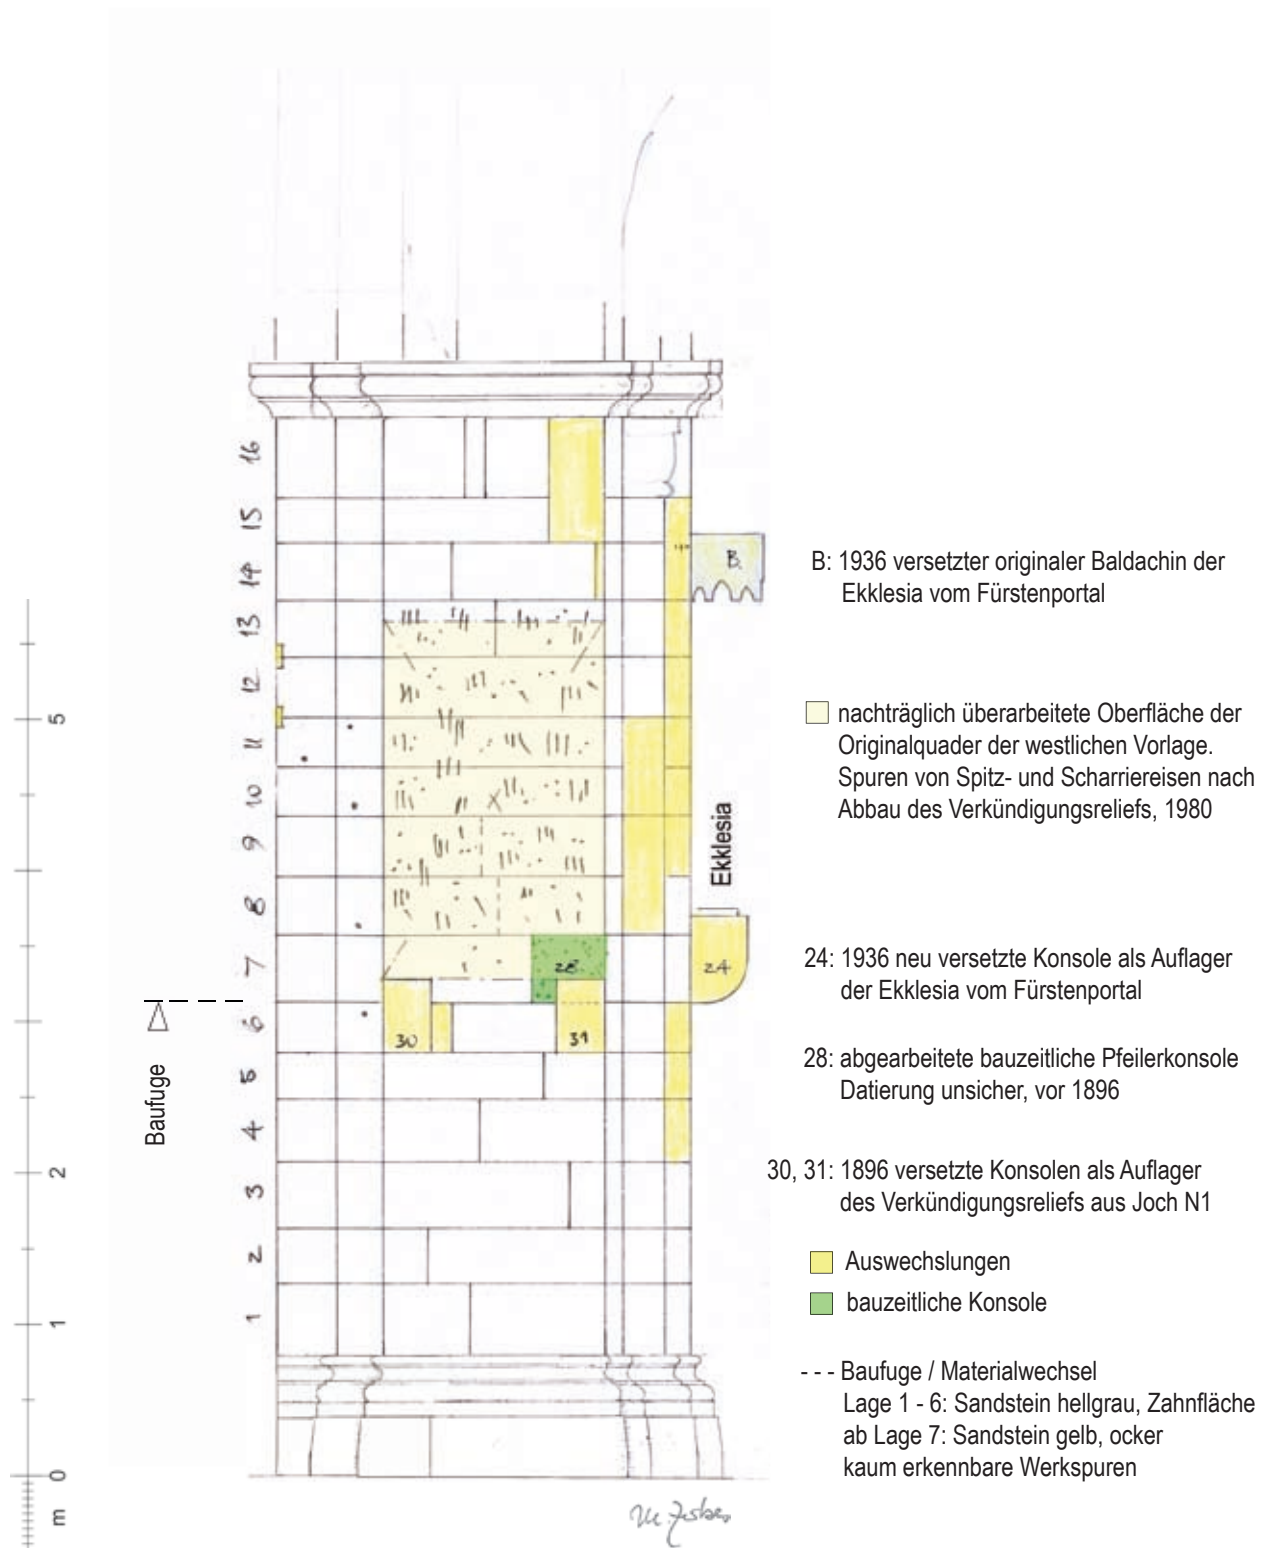 16
15
14
13
12
11
10
9
8
7
6
5
4
3
2
1
B.
28
24
30
31
Ekklesia
Baufuge
5
2
1
0
m
B: 1936 versetzter originaler Baldachin der
Ekklesia vom Fürstenportal
nachträglich überarbeitete Oberfläche der
Originalquader der westlichen Vorlage.
Spuren von Spitz- und Scharriereisen nach
Abbau des Verkündigungsreliefs, 1980
24: 1936 neu versetzte Konsole als Auflager
der Ekklesia vom Fürstenportal
28: abgearbeitete bauzeitliche Pfeilerkonsole
Datierung unsicher, vor 1896
30, 31: 1896 versetzte Konsolen als Auflager
des Verkündigungsreliefs aus Joch N1
Auswechslungen
bauzeitliche Konsole
--- Baufuge / Materialwechsel
Lage 1 - 6: Sandstein hellgrau, Zahnfläche
ab Lage 7: Sandstein gelb, ocker
kaum erkennbare Werkspuren